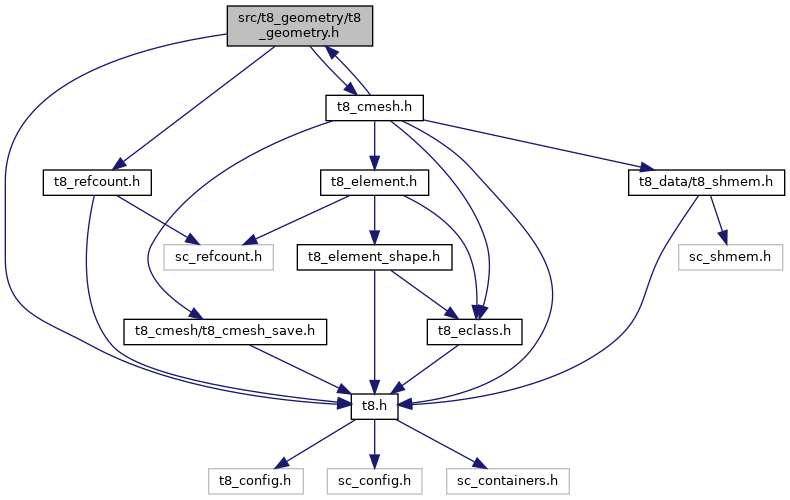 src/t8_geometry/t8
_geometry.h
t8_cmesh.h
t8_refcount.h
t8_element.h
t8_data/t8_shmem.h
sc_refcount.h
t8_element_shape.h
sc_shmem.h
t8_cmesh/t8_cmesh_save.h
t8_eclass.h
t8.h
t8_config.h
sc_config.h
sc_containers.h